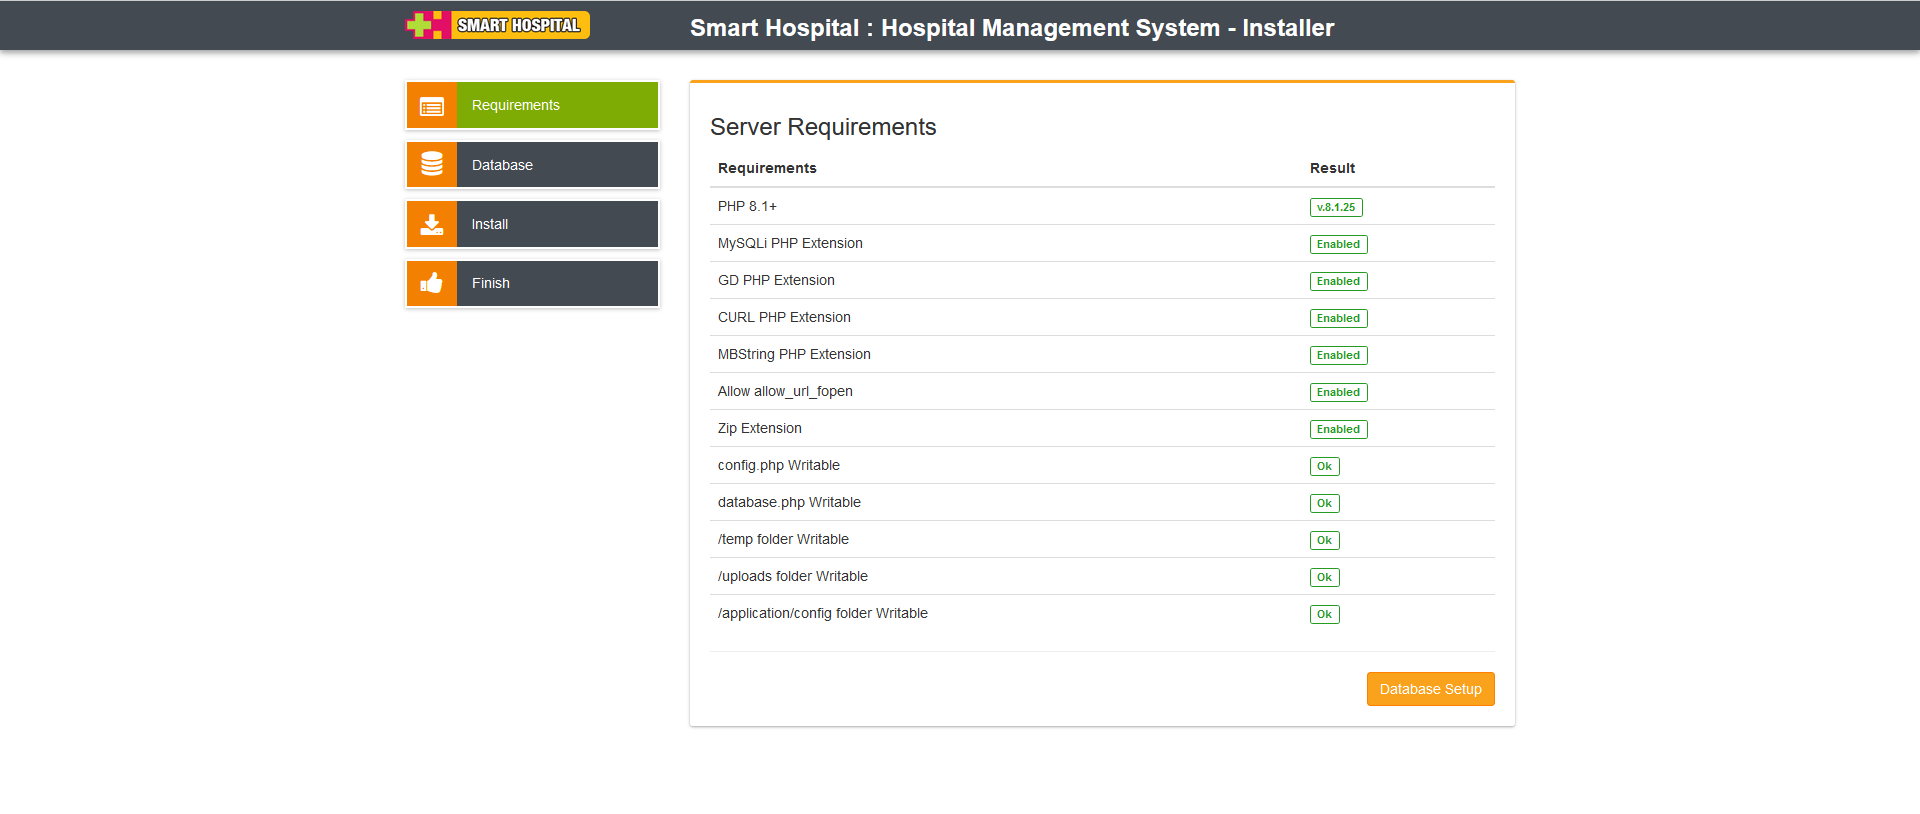 SMART HOSPITAL
Smart Hospital : Hospital Management System - Installer
Requirements
Database
Install
Finish
Server Requirements
Requirements Result
PHP 8.1+ v.8.1.25
MySQLi PHP Extension Enabled
GD PHP Extension Enabled
CURL PHP Extension Enabled
MBString PHP Extension Enabled
Allow allow_url_fopen Enabled
Zip Extension Enabled
config.php Writable Ok
database.php Writable Ok
/temp folder Writable Ok
/uploads folder Writable Ok
/application/config folder Writable Ok
Database Setup